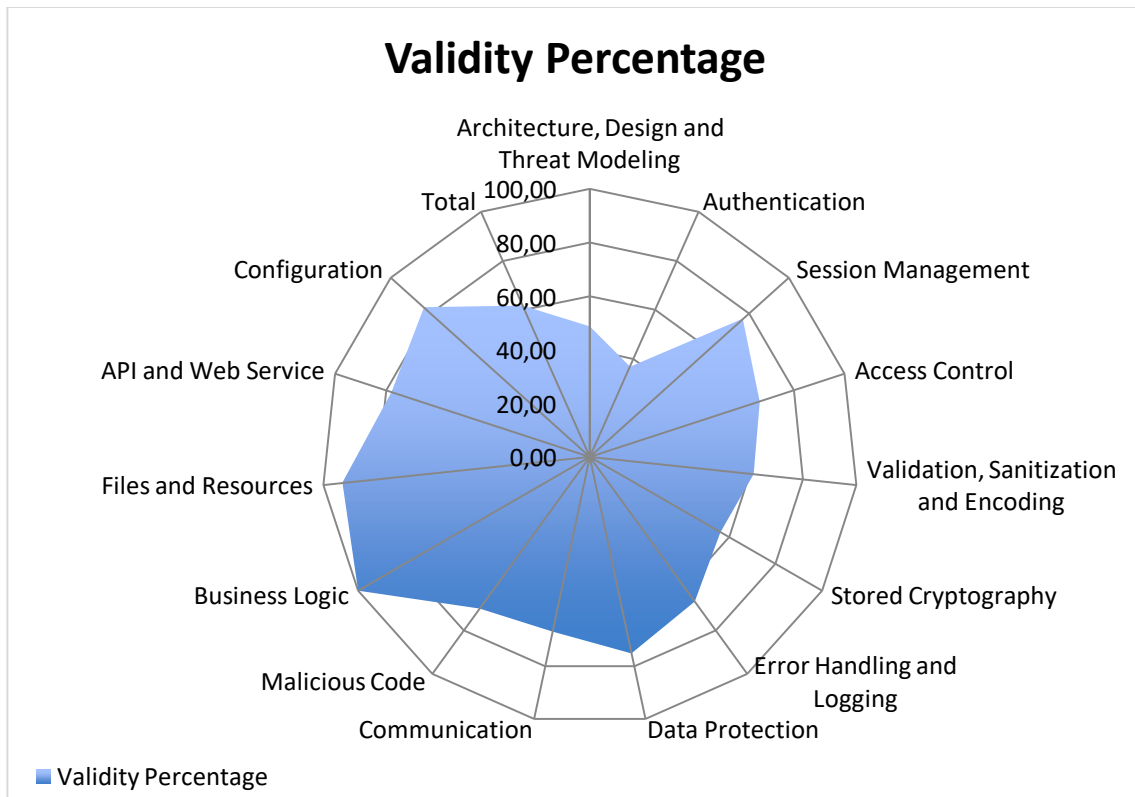 Validity Percentage
Architecture, Design and
Threat Modeling
Authentication
Session Management
Access Control
Validation, Sanitization
and Encoding
Stored Cryptography
Error Handling and
Logging
Data Protection
Communication
Malicious Code
Business Logic
Files and Resources
API and Web Service
Configuration
Total
100,00
80,00
60,00
40,00
20,00
0,00
Validity Percentage